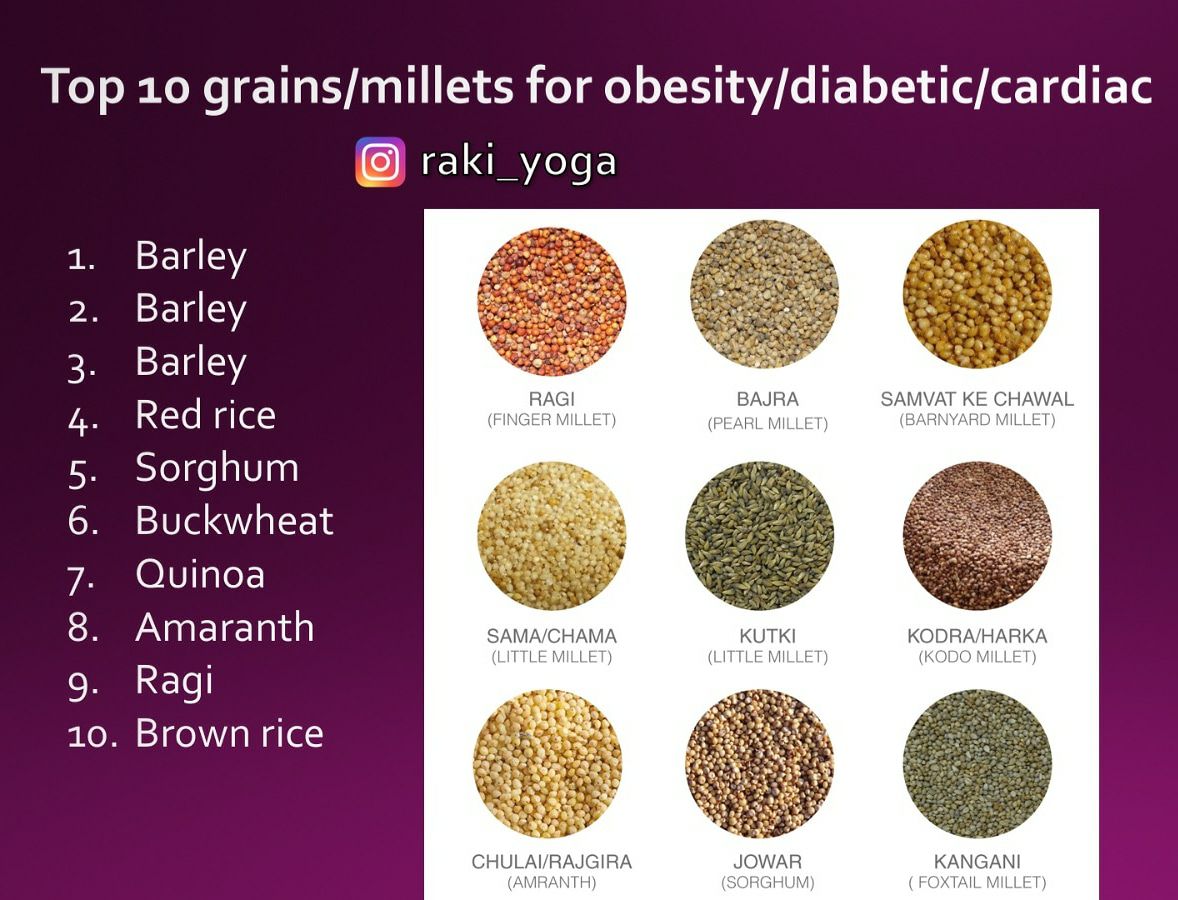 Top 10 grains/millets for obesity/diabetic/cardiac
raki_yoga
1. Barley
2. Barley
3. Barley
4. Red rice
5. Sorghum
6. Buckwheat
7. Quinoa
8. Amaranth
9. Ragi
10. Brown rice
RAGI
(FINGER MILLET)
BAJRA
(PEARL MILLET)
SAMVAT KE CHAWAL
(BARNYARD MILLET)
SAMA/CHAMA
(LITTLE MILLET)
KUTKI
(LITTLE MILLET)
KODRA/HARKA
(KODO MILLET)
CHULAI/RAJGIRA
(AMRANTH)
JOWAR
(SORGHUM)
KANGANI
( FOXTAIL MILLET)